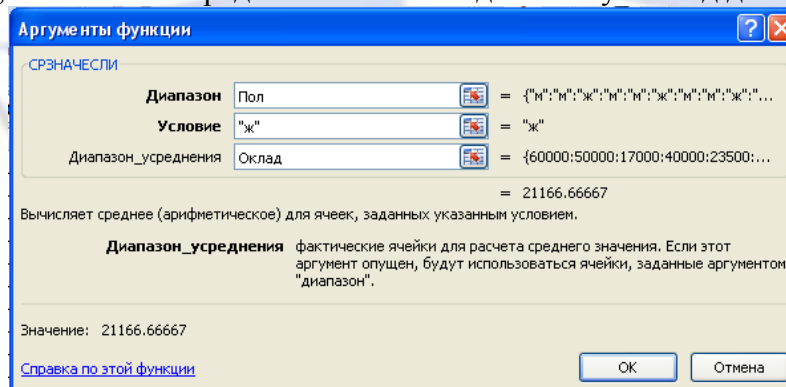 Аргументы функции
СРЗНАЧЕСЛИ
Диапазон Пол = {"м":"м":"ж":"м":"м":"ж":"м":"м":"ж":"...
Условие "ж" = "ж"
Диапазон_усреднения Оклад = {60000:50000:17000:40000:23500:...
= 21166.66667
Вычисляет среднее (арифметическое) для ячеек, заданных указанным условием.
Диапазон_усреднения фактические ячейки для расчета среднего значения. Если этот
аргумент опущен, будут использоваться ячейки, заданные аргументом
"диапазон".
Значение: 21166.66667
Справка по этой функции ОК Отмена